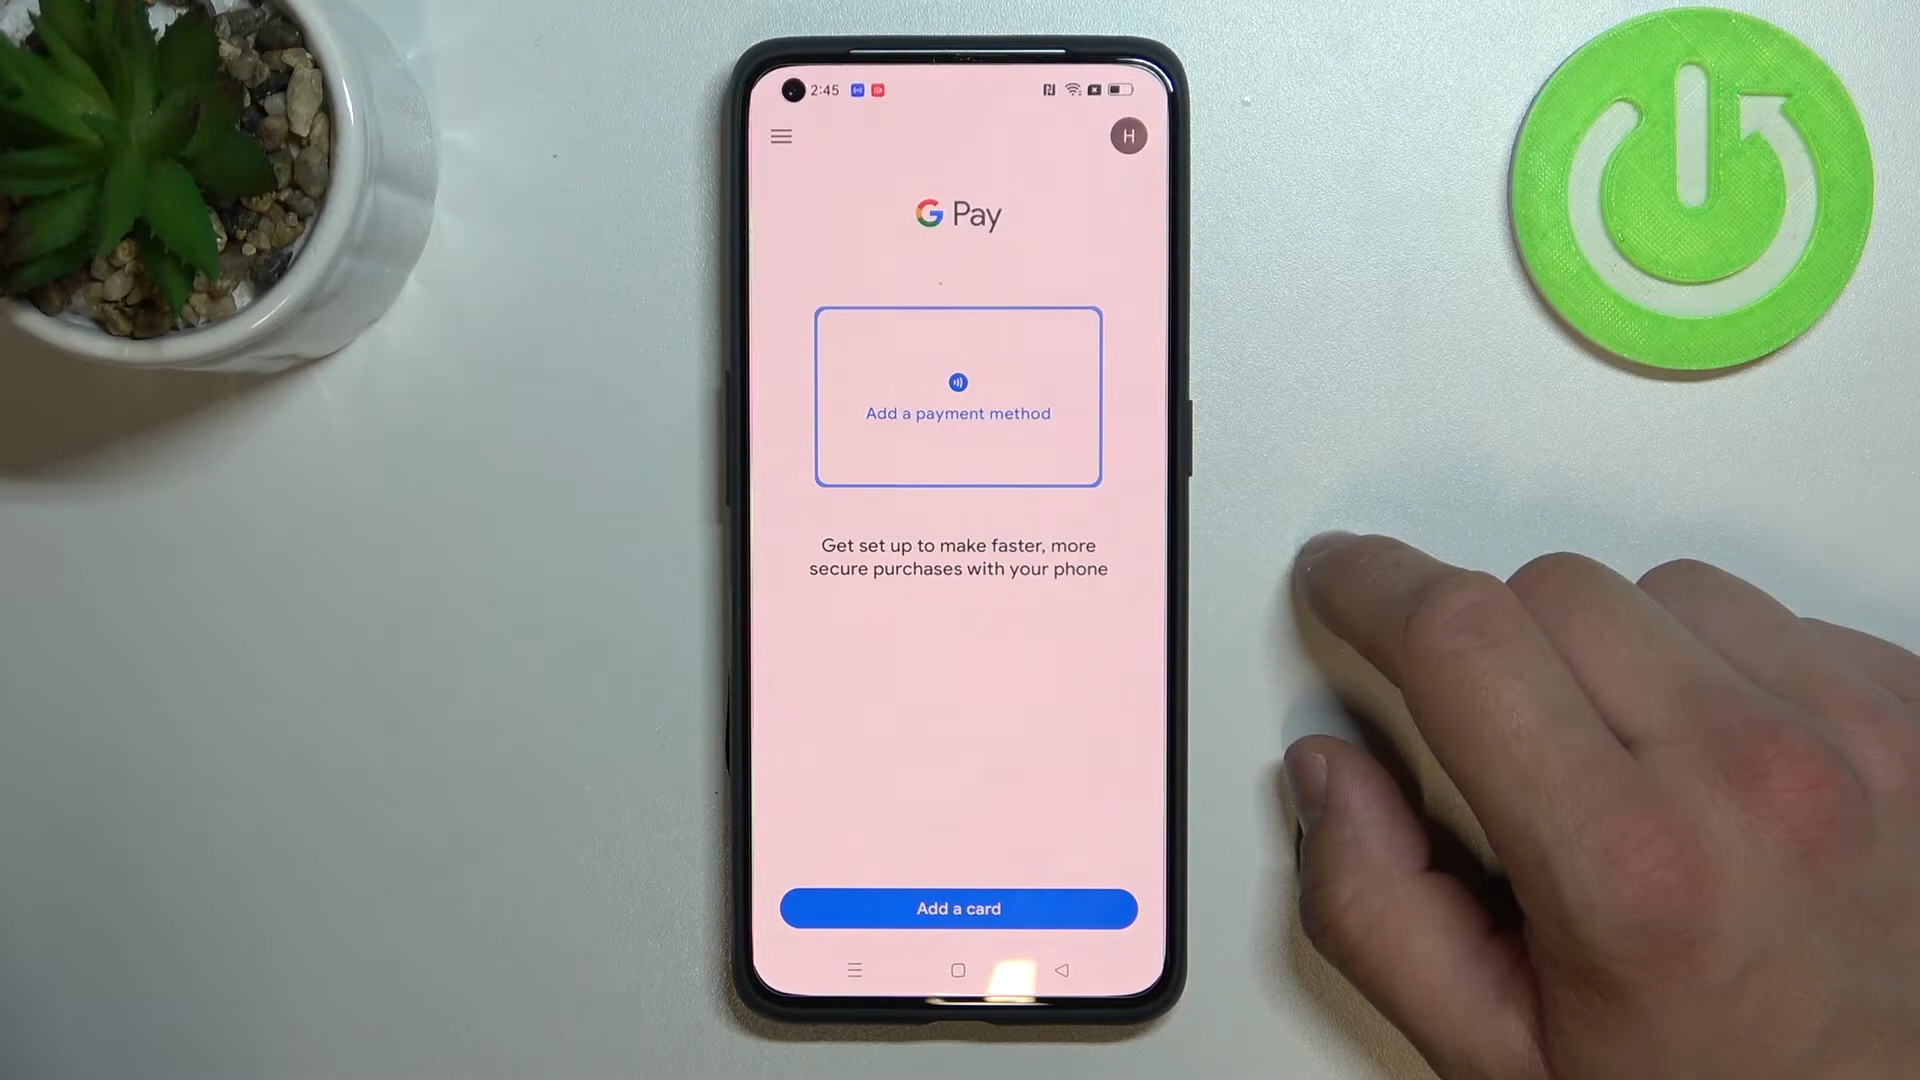 2:45
H
G Pay
Add a payment method
Get set up to make faster, more
secure purchases with your phone
Add a card